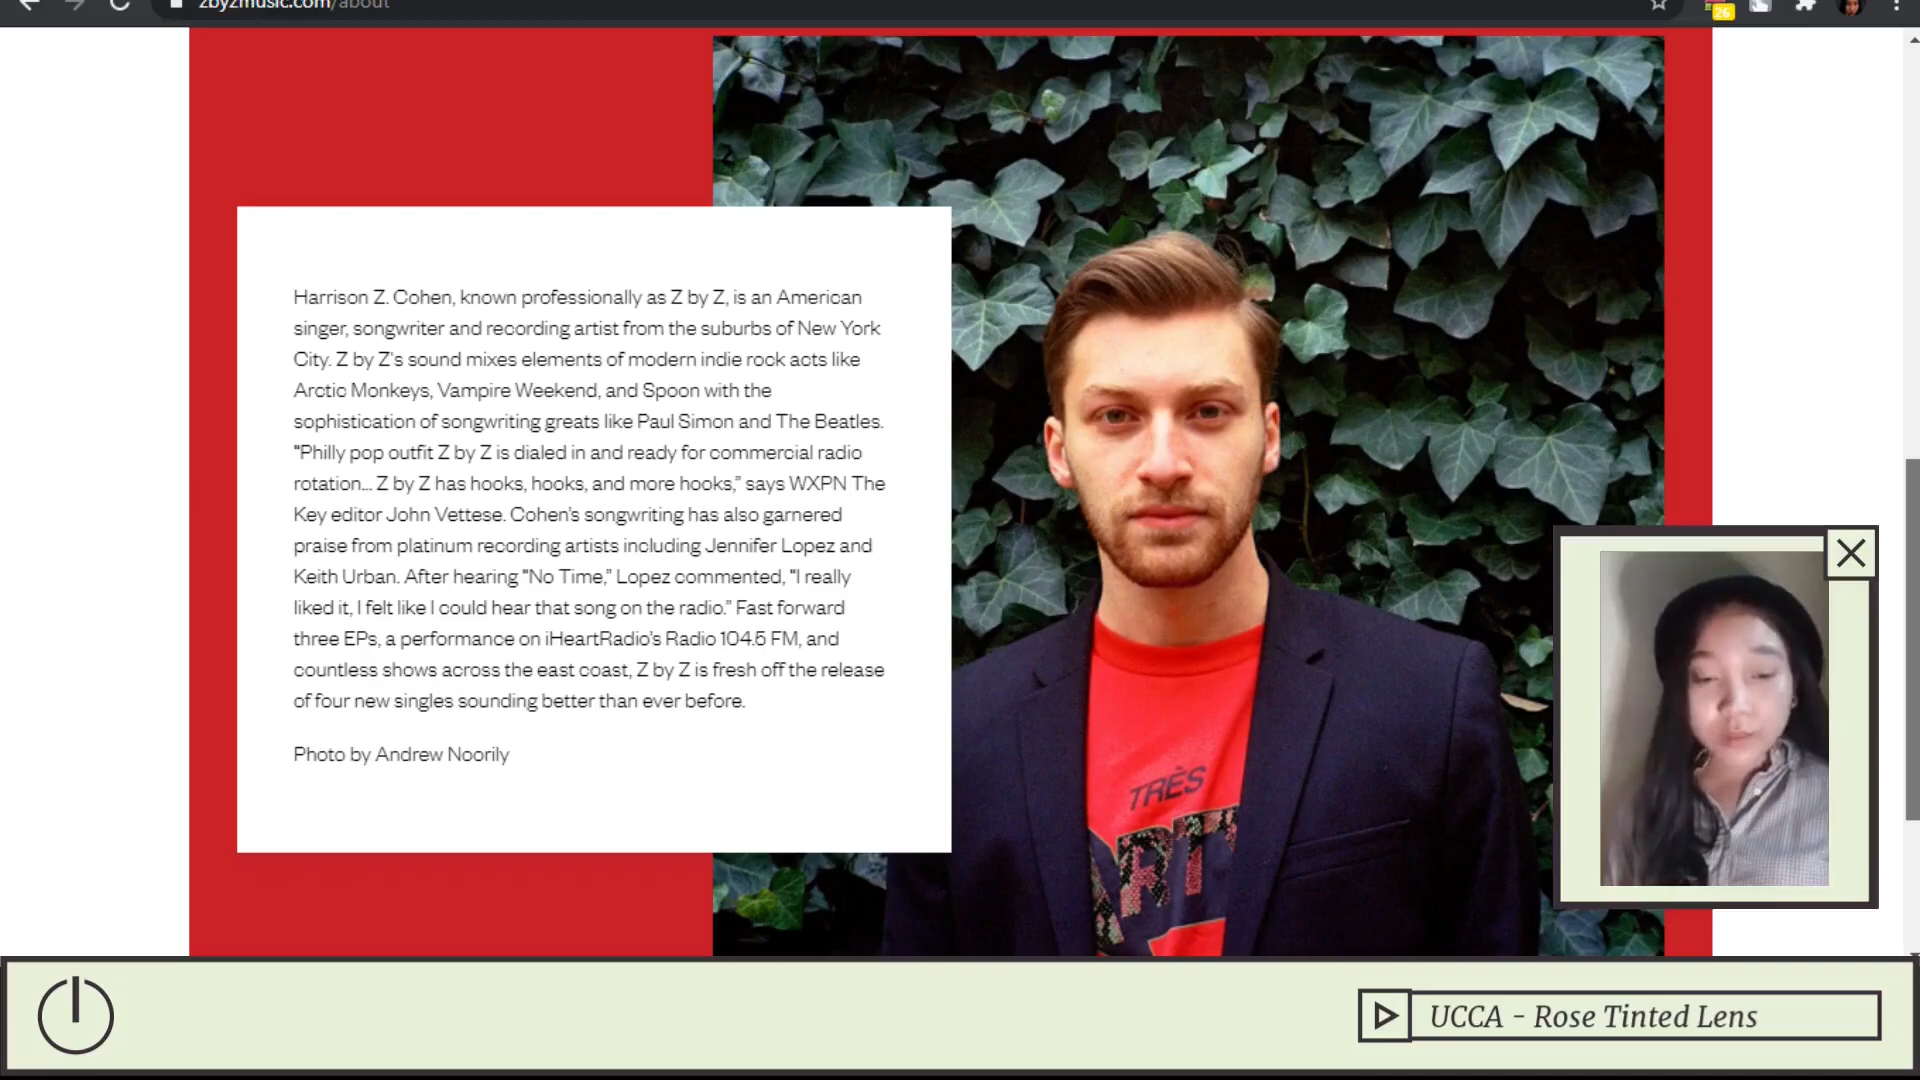 zbyzmusic.com/about
26
Harrison Z. Cohen, known professionally as Z by Z, is an American
singer, songwriter and recording artist from the suburbs of New York
City. Z by Z's sound mixes elements of modern indie rock acts like
Arctic Monkeys, Vampire Weekend, and Spoon with the
sophistication of songwriting greats like Paul Simon and The Beatles.
"Philly pop outfit Z by Z is dialed in and ready for commercial radio
rotation... Z by Z has hooks, hooks, and more hooks,” says WXPN The
Key editor John Vettese. Cohen’s songwriting has also garnered
praise from platinum recording artists including Jennifer Lopez and
Keith Urban. After hearing "No Time,” Lopez commented, “I really
liked it, I felt like I could hear that song on the radio.” Fast forward
three EPs, a performance on iHeartRadio’s Radio 104.5 FM, and
countless shows across the east coast, Z by Z is fresh off the release
of four new singles sounding better than ever before.
Photo by Andrew Noorily
TRÈS
UCCA - Rose Tinted Lens